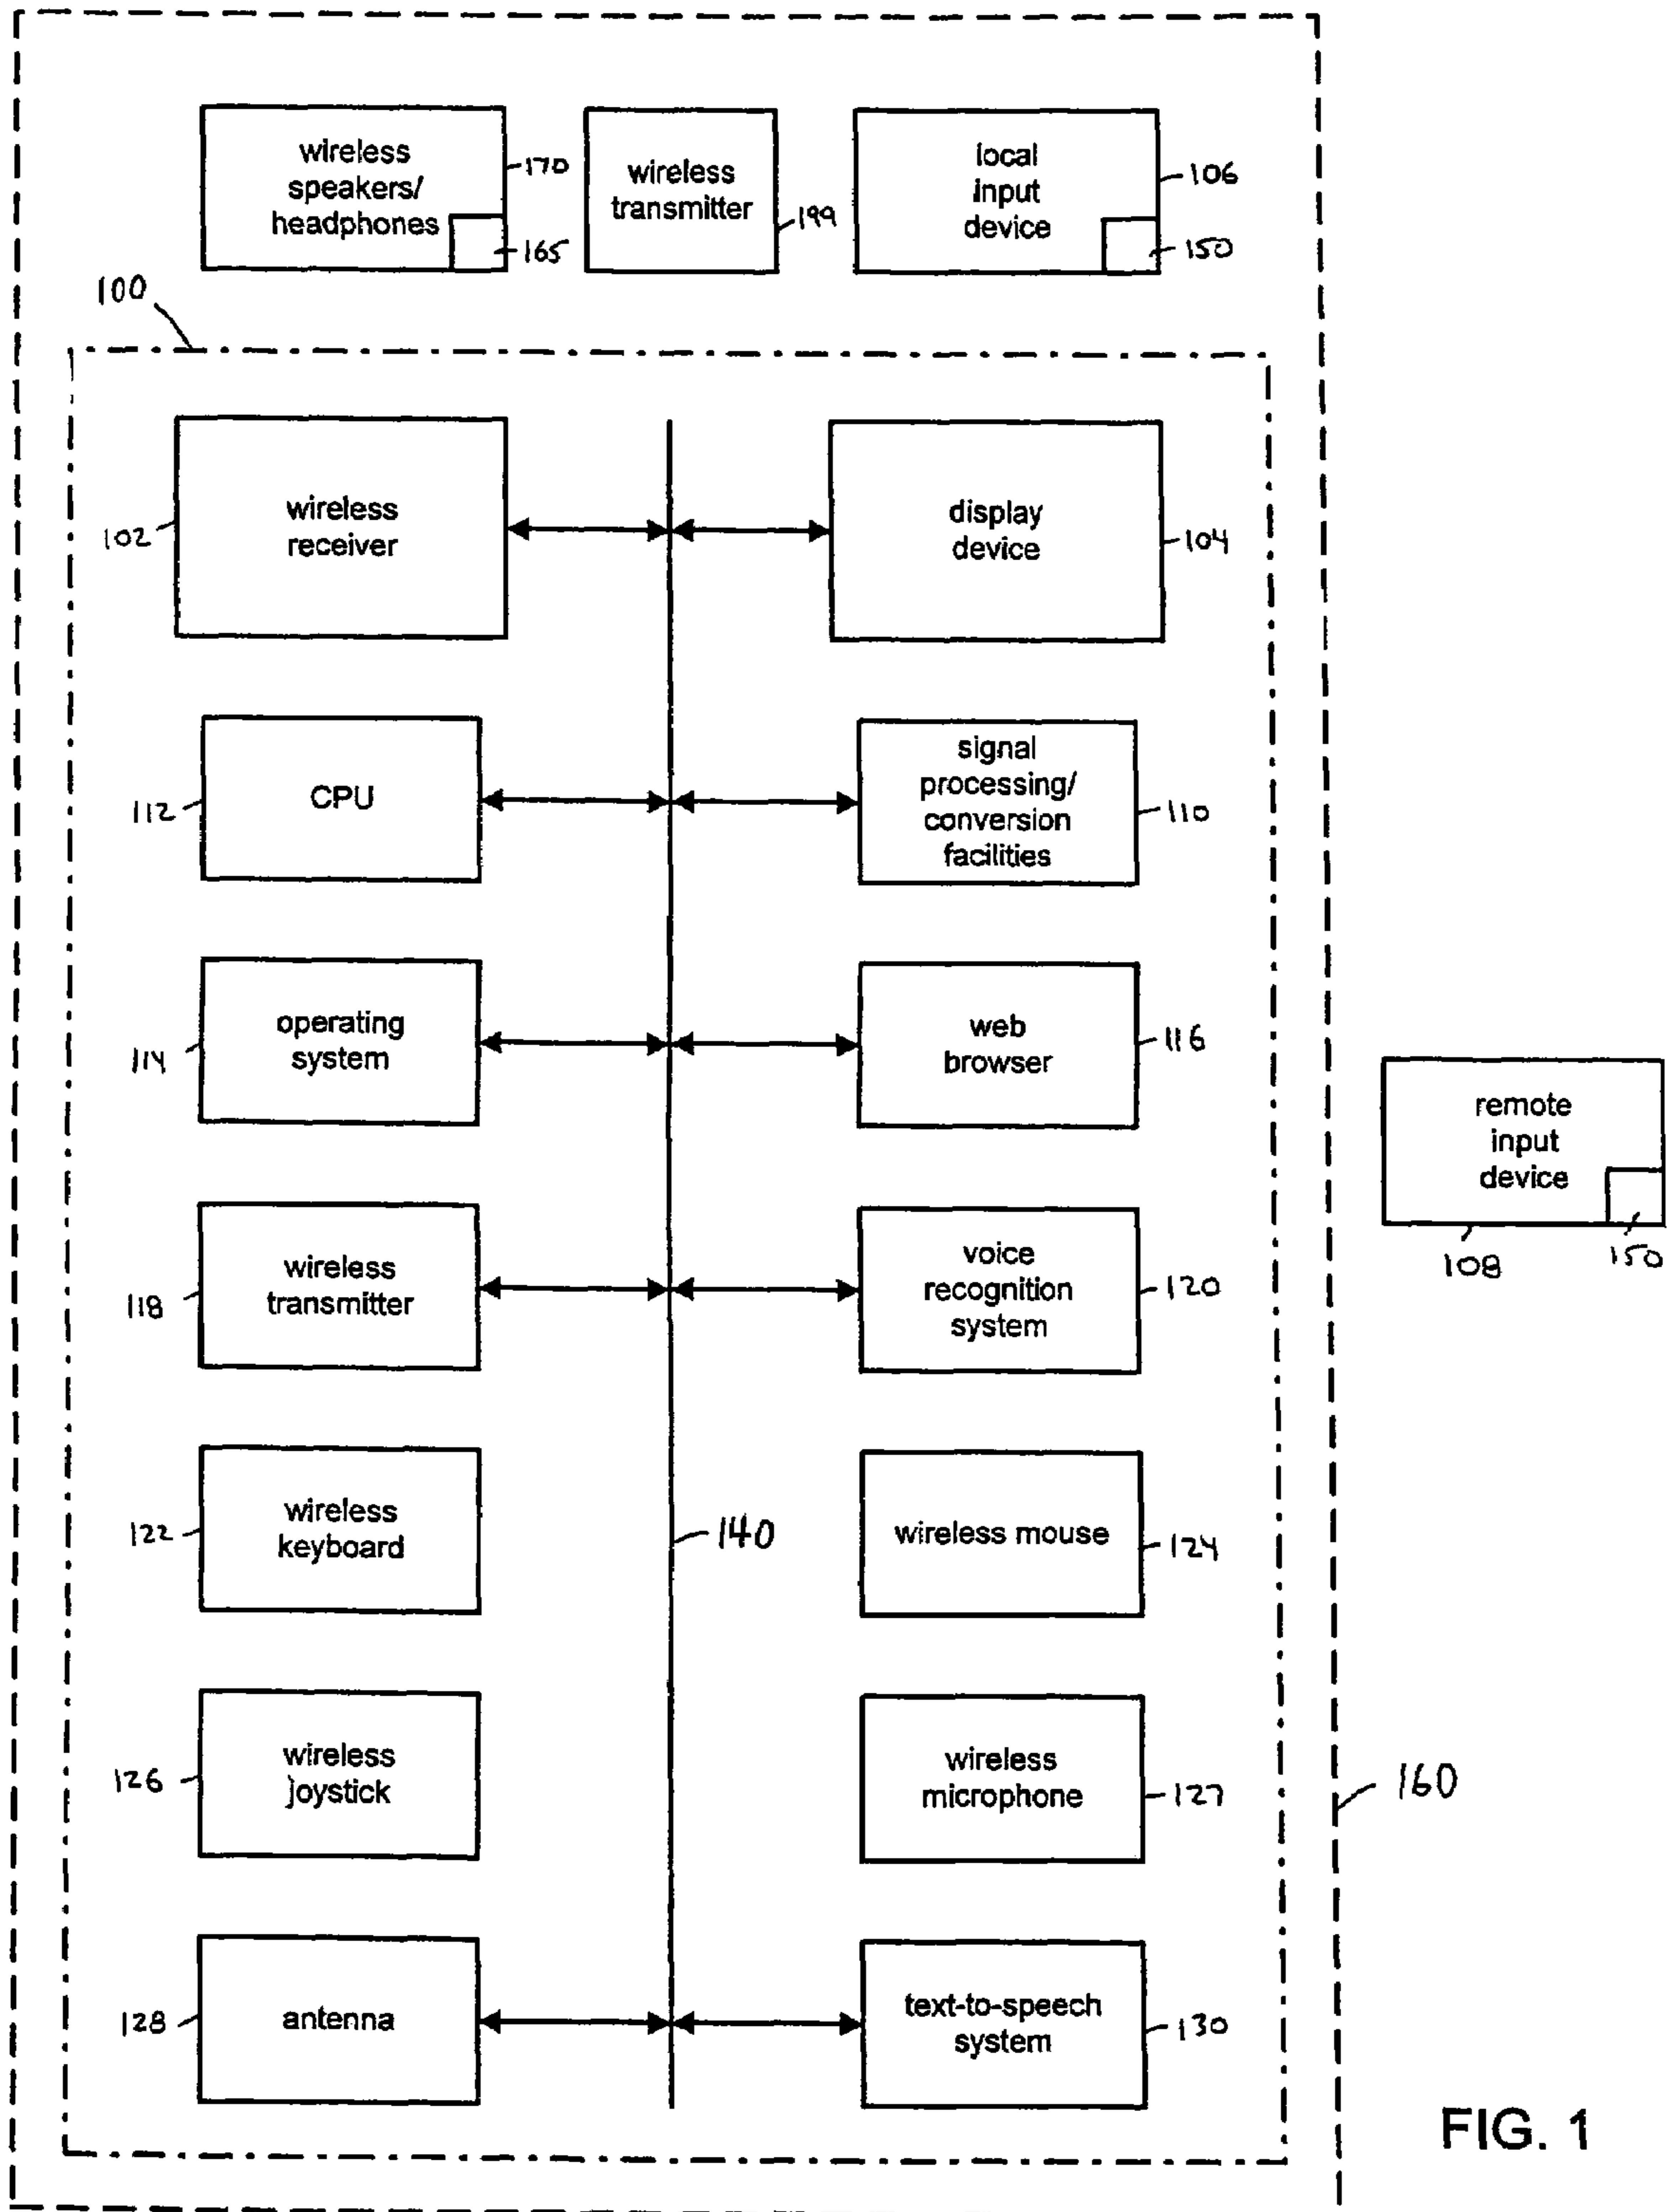 wireless
speakers/
headphones
170
165
wireless
transmitter
199
local
input
device
106
150
100
wireless
receiver
102
display
device
104
CPU
112
signal
processing/
conversion
facilities
110
operating
system
114
web
browser
116
remote
input
device
108
150
wireless
transmitter
118
voice
recognition
system
120
wireless
keyboard
122
140
wireless mouse
124
wireless
joystick
126
wireless
microphone
127
160
antenna
128
text-to-speech
system
130
FIG. 1